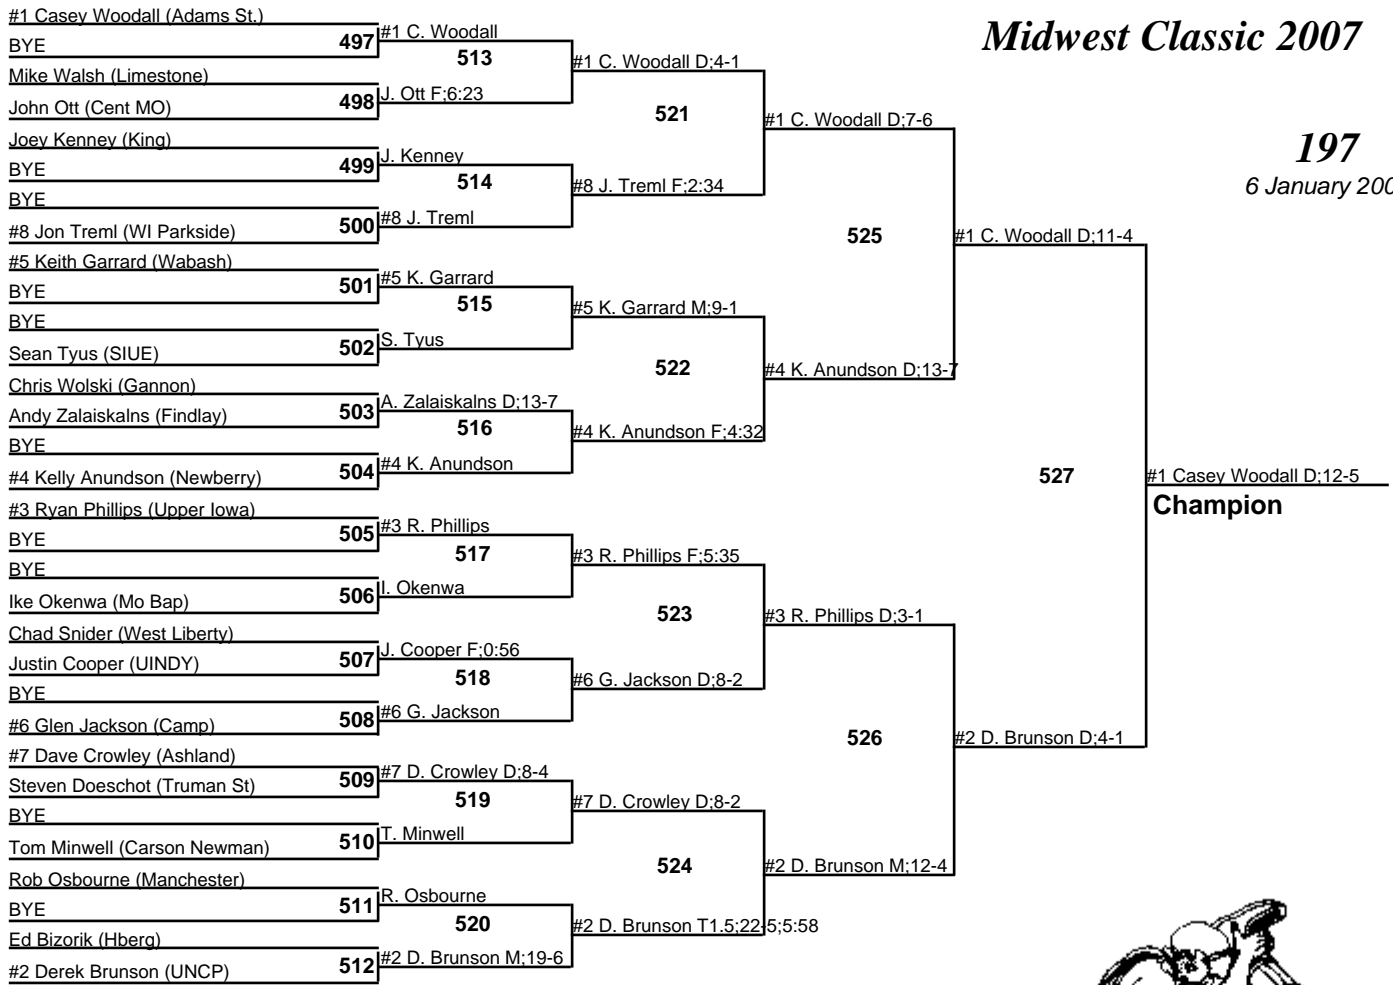 Midwest Classic 2007
197
6 January 200
#1 Casey Woodall (Adams St.)
BYE
497
#1 C. Woodall
513
Mike Walsh (Limestone)
John Ott (Cent MO)
498
J. Ott F;6:23
#1 C. Woodall D;4-1
521
Joey Kenney (King)
BYE
499
J. Kenney
514
BYE
#8 Jon Treml (WI Parkside)
500
#8 J. Treml
#8 J. Treml F;2:34
#1 C. Woodall D;7-6
525
#5 Keith Garrard (Wabash)
BYE
501
#5 K. Garrard
515
BYE
Sean Tyus (SIUE)
502
S. Tyus
#5 K. Garrard M;9-1
522
Chris Wolski (Gannon)
Andy Zalaiskalns (Findlay)
503
A. Zalaiskalns D;13-7
516
BYE
#4 Kelly Anundson (Newberry)
504
#4 K. Anundson
#4 K. Anundson F;4:32
#4 K. Anundson D;13-7
#1 C. Woodall D;11-4
527
#1 Casey Woodall D;12-5
Champion
#3 Ryan Phillips (Upper Iowa)
BYE
505
#3 R. Phillips
517
BYE
Ike Okenwa (Mo Bap)
506
I. Okenwa
#3 R. Phillips F;5:35
523
Chad Snider (West Liberty)
Justin Cooper (UINDY)
507
J. Cooper F;0:56
518
BYE
#6 Glen Jackson (Camp)
508
#6 G. Jackson
#6 G. Jackson D;8-2
#3 R. Phillips D;3-1
526
#7 Dave Crowley (Ashland)
Steven Doeschot (Truman St)
509
#7 D. Crowley D;8-4
519
BYE
Tom Minwell (Carson Newman)
510
T. Minwell
#7 D. Crowley D;8-2
524
Rob Osbourne (Manchester)
BYE
511
R. Osbourne
520
Ed Bizorik (Hberg)
#2 Derek Brunson (UNCP)
512
#2 D. Brunson M;19-6
#2 D. Brunson T1.5;22-5;5:58
#2 D. Brunson M;12-4
#2 D. Brunson D;4-1